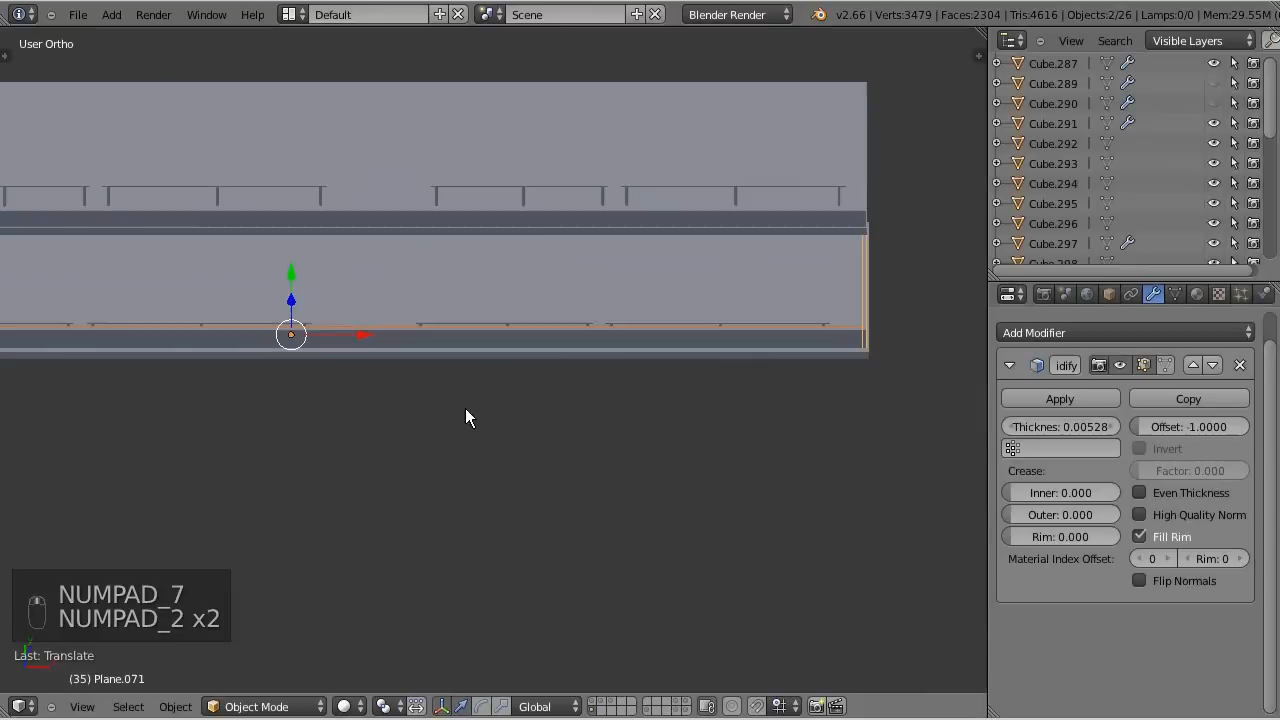 File Add Render Window Help Default Scene Blender Render v2.66 | Verts:3479 | Faces:2304 | Tris:4616 | Objects:2/26 | Lamps:0/0 | Mem:29.55M
User Ortho
View Search Visible Layers
Cube.287
Cube.289
Cube.290
Cube.291
Cube.292
Cube.293
Cube.294
Cube.295
Cube.296
Cube.297
Cube.298
Add Modifier
idify
Apply Copy
Thicknes: 0.00528 Offset: -1.0000
Invert
Crease: Factor: 0.000
Inner: 0.000 Even Thickness
Outer: 0.000 High Quality Norm
Rim: 0.000 Fill Rim
Material Index Offset: 0 Rim: 0
Flip Normals
NUMPAD_7
NUMPAD_2 x2
Last: Translate
(35) Plane.071
View Select Object Object Mode Global